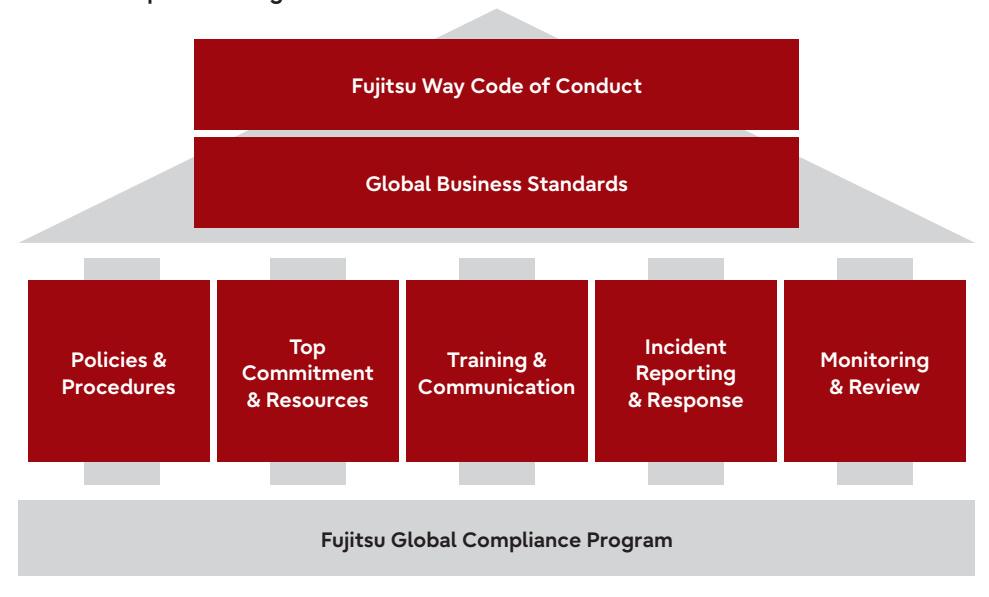 Fujitsu Way Code of Conduct
Global Business Standards
Policies &
Procedures
Top
Commitment
& Resources
Training &
Communication
Incident
Reporting
& Response
Monitoring
& Review
Fujitsu Global Compliance Program